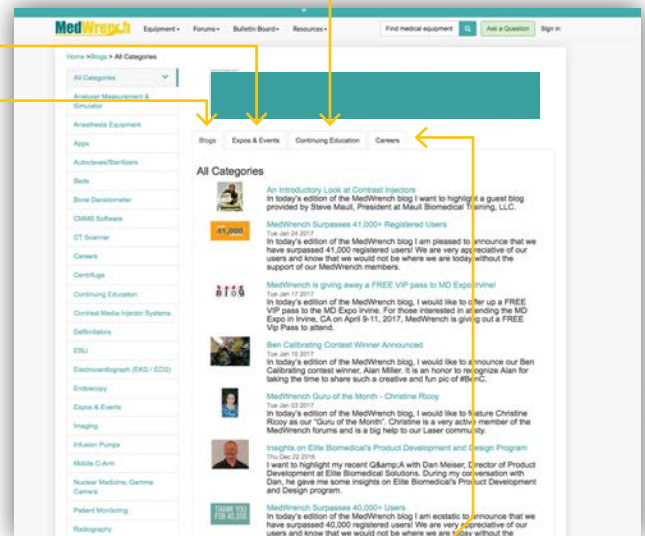 MedWrench
Equipment
Forums
Bulletin Board
Resources
Find medical equipment
Ask a Question
Sign in
Home >Blogs > All Categories
All Categories
Analyzer Measurement &
Simulator
Anesthesia Equipment
Apps
Autoclaves/Sterilizers
Beds
Bone Densitometer
CMMS Software
CT Scanner
Careers
Centrifuge
Continuing Education
Contrast Media Injector Systems
Defibrillators
ESU
Electrocardiograph (EKG / ECG)
Endoscopy
Expos & Events
Imaging
Infusion Pumps
Mobile C-Arm
Nuclear Medicine, Gamma
Camera
Patient Monitoring
Radiography
Blogs
Expos & Events
Continuing Education
Careers
All Categories
An Introductory Look at Contrast Injectors
In today's edition of the MedWrench blog I want to highlight a guest blog
provided by Steve Maull, President at Maull Biomedical Training, LLC.
41,000
MedWrench Surpasses 41,000+ Registered Users
Tue Jan 24 2017
In today's edition of the MedWrench blog I am pleased to announce that we
have surpassed 41,000 registered users! We are very appreciative of our
users and know that we would not be where we are today without the
support of our MedWrench members.
Blog
MedWrench is giving away a FREE VIP pass to MD Expo Irvine!
Tue Jan 17 2017
In today's edition of the MedWrench blog, I would like to offer up a FREE
VIP pass to the MD Expo Irvine. For those interested in attending the MD
Expo in Irvine, CA on April 9-11, 2017, MedWrench is giving out a FREE
Vip Pass to attend.
Ben Calibrating Contest Winner Announced
Tue Jan 10 2017
In today's edition of the MedWrench blog, I would like to announce our Ben
Calibrating contest winner, Alan Miller. It is an honor to recognize Alan for
taking the time to share such a creative and fun pic of #BenC.
MedWrench Guru of the Month - Christine Ricoy
Tue Jan 03 2017
In today's edition of the MedWrench blog, I would like to feature Christine
Ricoy as our "Guru of the Month". Christine is a very active member of the
MedWrench forums and is a big help to our Laser community.
Insights on Elite Biomedical's Product Development and Design Program
Thu Dec 22 2016
I want to highlight my recent Q&amp;A with Dan Meiser, Director of Product
Development at Elite Biomedical Solutions. During my conversation with
Dan, he gave me some insights on Elite Biomedical's Product Development
and Design program.
THANK YOU
FOR 40,000
MedWrench Surpasses 40,000+ Users
In today's edition of the MedWrench blog I am ecstatic to announce that we
have surpassed 40,000 registered users! We are very appreciative of our
users and know that we would not be where we are today without the